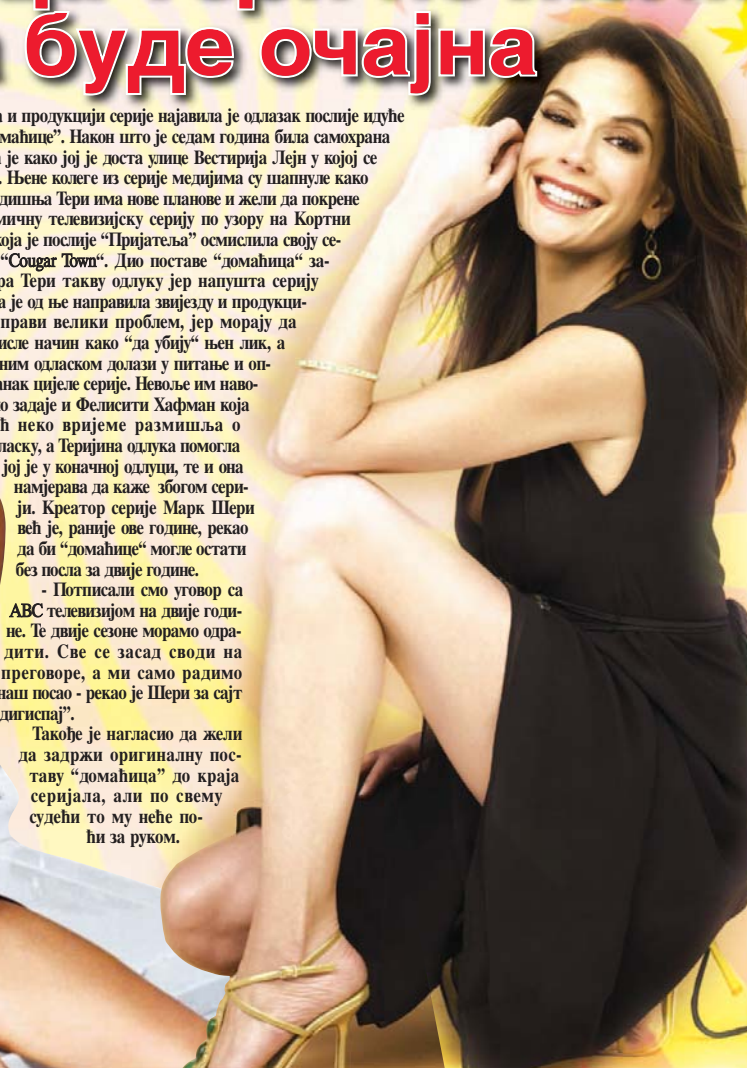 буде очајна
и продукцији серије најавила је одлазак послије идуће
маћице”. Након што је седам година била самохрана
је како јој је доста улице Вестирија Лејн у којој се
Њене колеге из серије медијима су шапнуле како
дишња Тери има нове планове и жели да покрене
мичну телевизијску серију по узору на Кортни
која је послије “Пријатеља” осмислила своју се-
“Cougar Town“. Дио поставе “домаћица“ за-
ра Тери такву одлуку јер напушта серију
а је од ње направила звијезду и продукци-
прави велики проблем, јер морају да
исле начин како “да убију“ њен лик, а
ним одласком долази у питање и оп-
анак цијеле серије. Невоље им наво-
о задаје и Фелисити Хафман која
ћ неко вријеме размишља о
ласку, а Теријина одлука помогла
јој је у коначној одлуци, те и она
намјерава да каже збогом сери-
ји. Креатор серије Марк Шери
већ је, раније ове године, рекао
да би “домаћице“ могле остати
без посла за двије године.
- Потписали смо уговор са
ABC телевизијом на двије годи-
не. Те двије сезоне морамо одра-
дити. Све се засад своди на
преговоре, а ми само радимо
наш посао - рекао је Шери за сајт
дигиспај”.
Такође је нагласио да жели
да задржи оригиналну пос-
таву “домаћица” до краја
серијала, али по свему
судећи то му неће по-
ћи за руком.